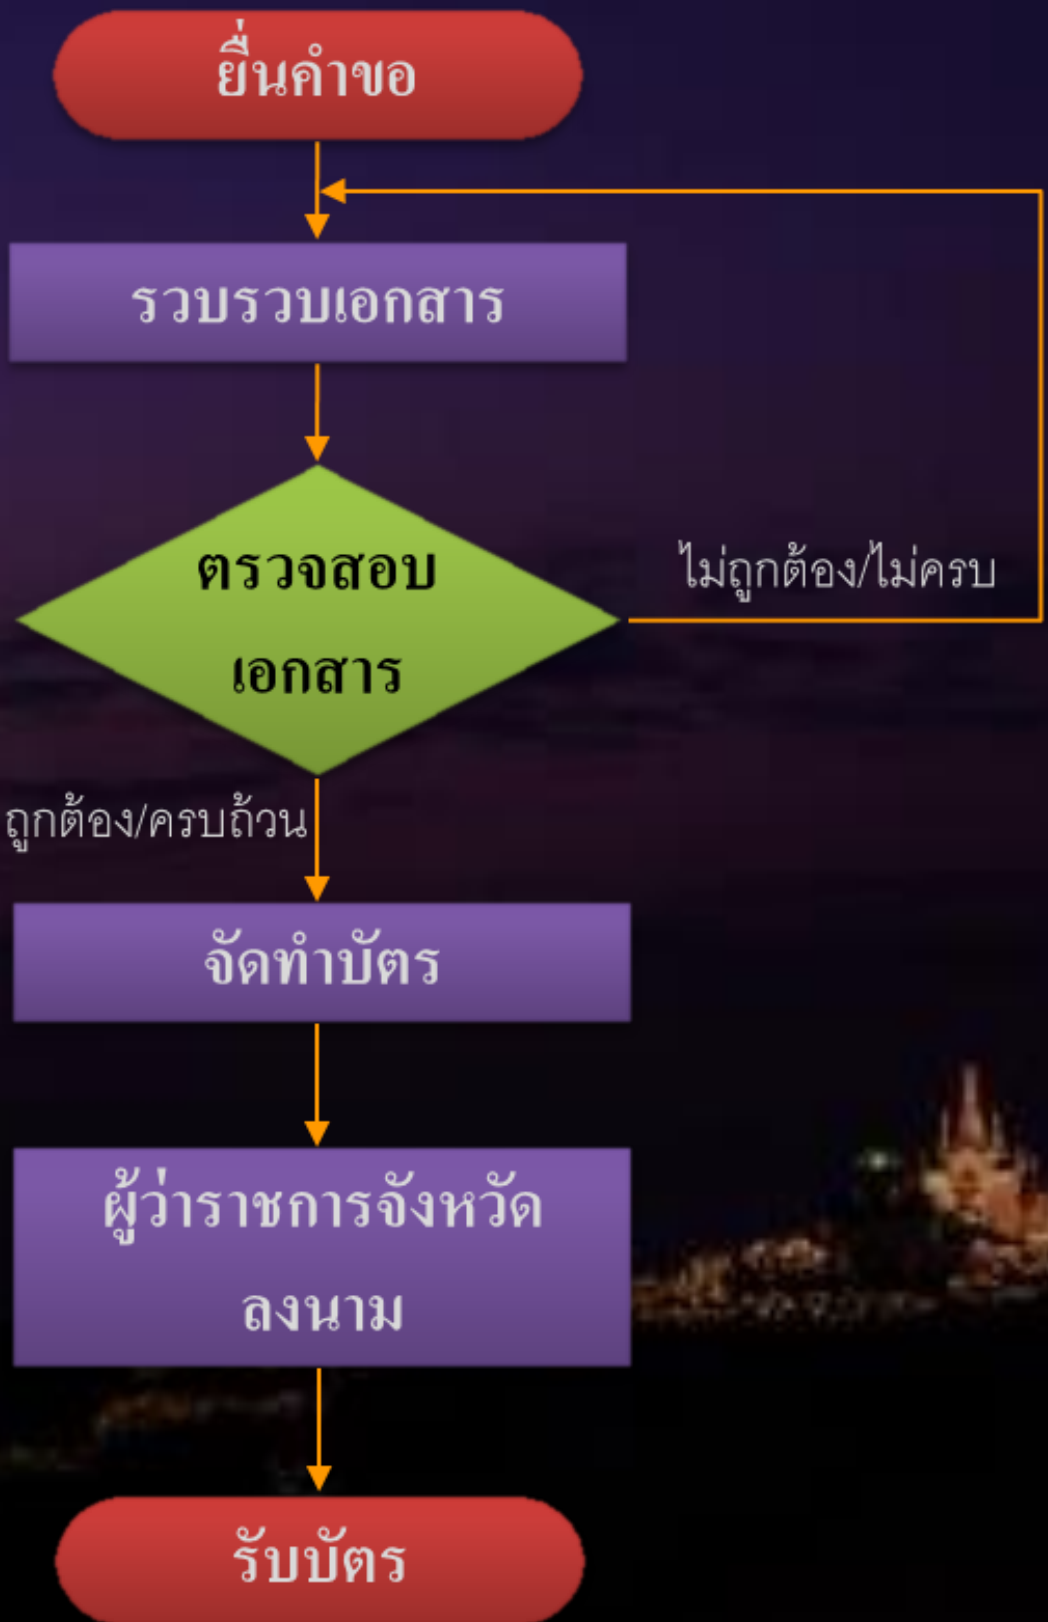 ยื่นคำขอ
รวบรวบเอกสาร
ตรวจสอบ
เอกสาร
ไม่ถูกต้อง/ไม่ครบ
ถูกต้อง/ครบถ้วน
จัดทำบัตร
ผู้ว่าราชการจังหวัด
ลงนาม
รับบัตร